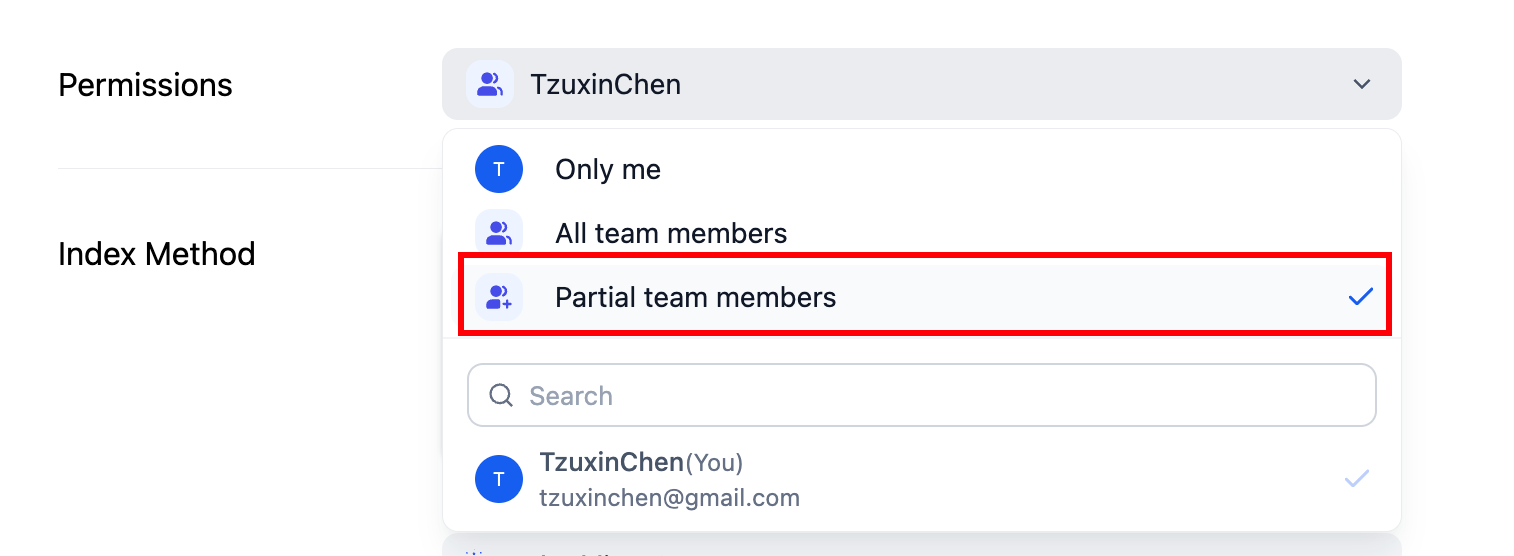 Permissions
TzuxinChen
T
Only me
All team members
Index Method
Partial team members
Search
T
TzuxinChen(You)
tzuxinchen@gmail.com